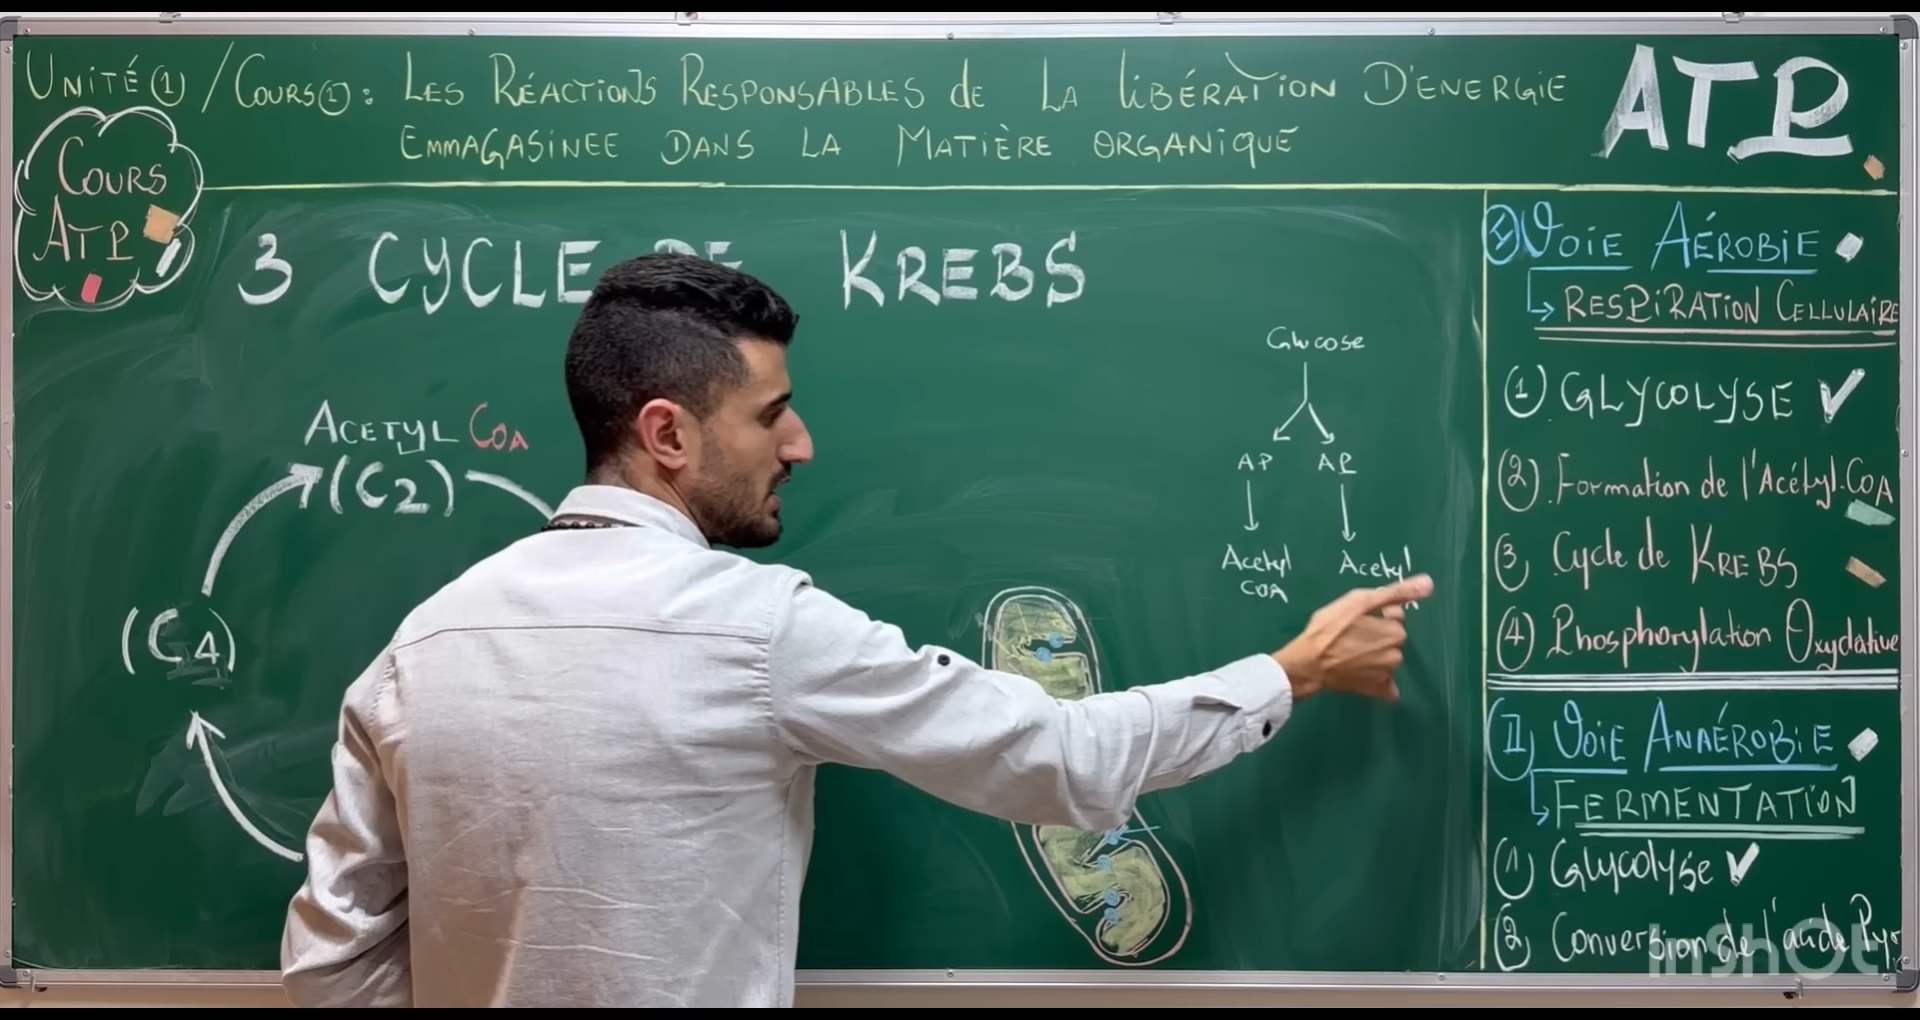 UNITÉ (1) / COURS (1): LES RÉACTIONS RESPONSABLES de LA LIBÉRATION D'ENERGIE
EMMAGASINEE DANS LA MATIÈRE ORGANIQUE
ATP
COURS
ATP
3 CYCLE DE KREBS
ACETYL COA
(C2)
(C4)
Glucose
AP AP
Acetyl Acetyl
COA
I) VOIE AÉROBIE
RESPIRATION CELLULAIRE
1) GLYCOLYSE ✓
2) Formation de l'Acétyl.CoA
3) Cycle de KREBS
4) Phosphorylation Oxydative
II) VOIE ANAÉROBIE
FERMENTATION
1) Glycolyse ✓
2) Conversion de l'acide Pyr
InShOt